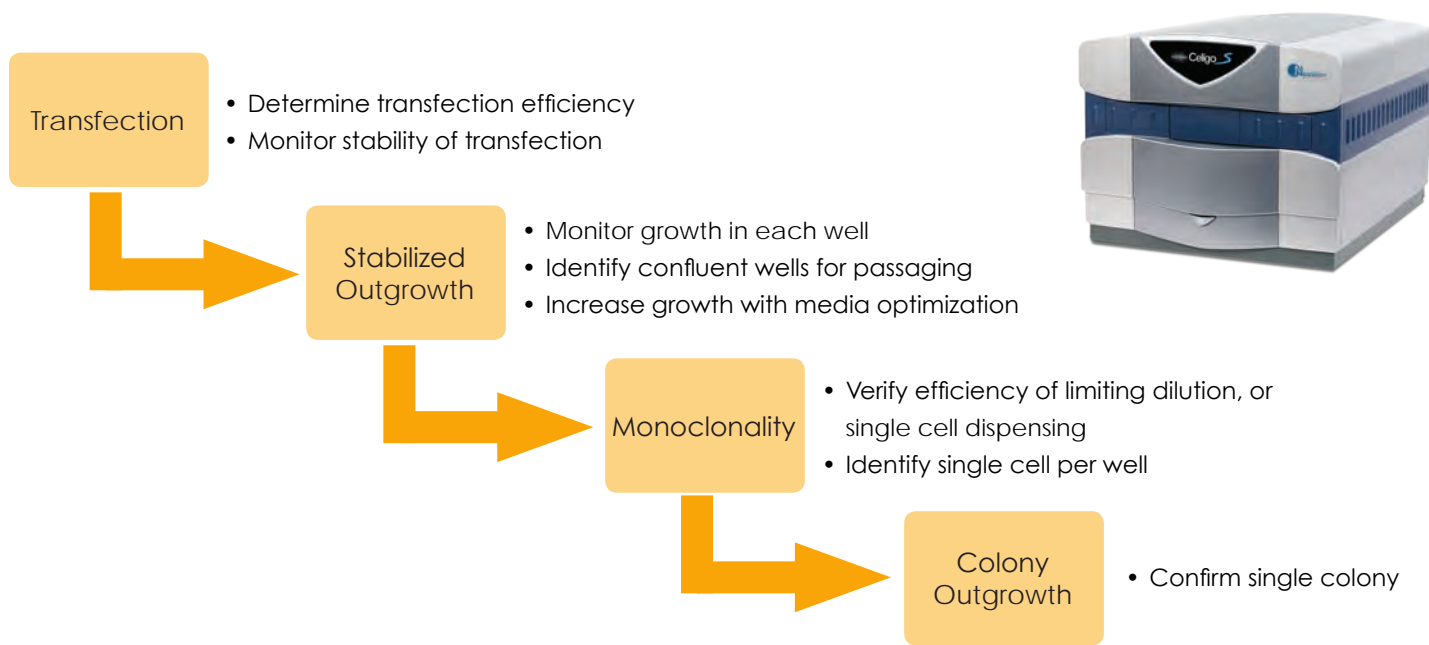 Celigo S
Transfection
• Determine transfection efficiency
• Monitor stability of transfection
Stabilized
Outgrowth
• Monitor growth in each well
• Identify confluent wells for passaging
• Increase growth with media optimization
Monoclonality
• Verify efficiency of limiting dilution, or
single cell dispensing
• Identify single cell per well
Colony
Outgrowth
• Confirm single colony